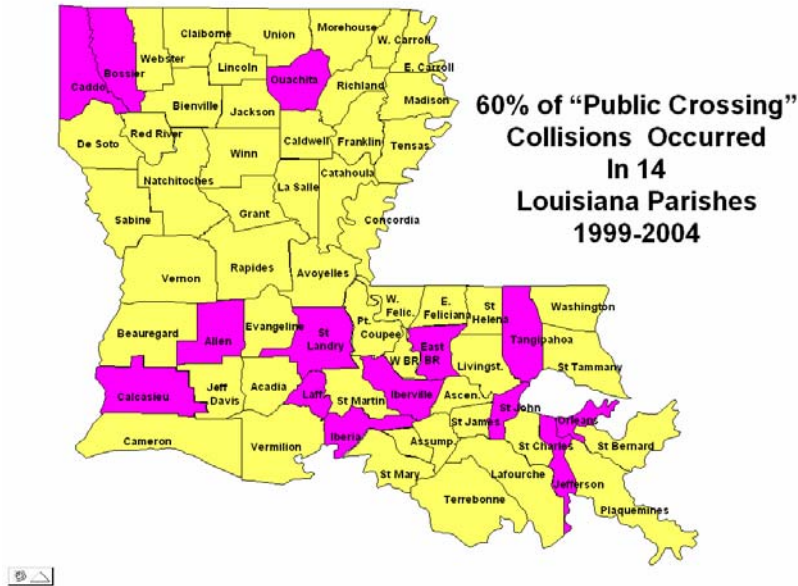 Claiborne
Union
Morehouse
W. Carroll
Webster
Bossier
Caddo
Lincoln
Ouachita
E. Carroll
Richland
Madison
Bienville
Jackson
60% of “Public Crossing”
Collisions Occurred
In 14
Louisiana Parishes
1999-2004
De Soto
Red River
Winn
Caldwell
Franklin
Tensas
Natchitoches
La Salle
Catahoula
Sabine
Grant
Concordia
Vernon
Rapides
Avoyelles
Beauregard
Allen
Evangeline
St
Landry
Pt.
Coupee
W.
Felic.
E.
Feliciana
St
Helena
Tangipahoa
Washington
W BR
East
BR
Livingst.
St Tammany
Calcasieu
Jeff
Davis
Acadia
Laff.
St Martin
Iberville
Ascen.
St John
Orleans
Cameron
Vermilion
Iberia
Assump.
St James
St Charles
St Bernard
St Mary
Lafourche
Jefferson
Terrebonne
Plaquemines